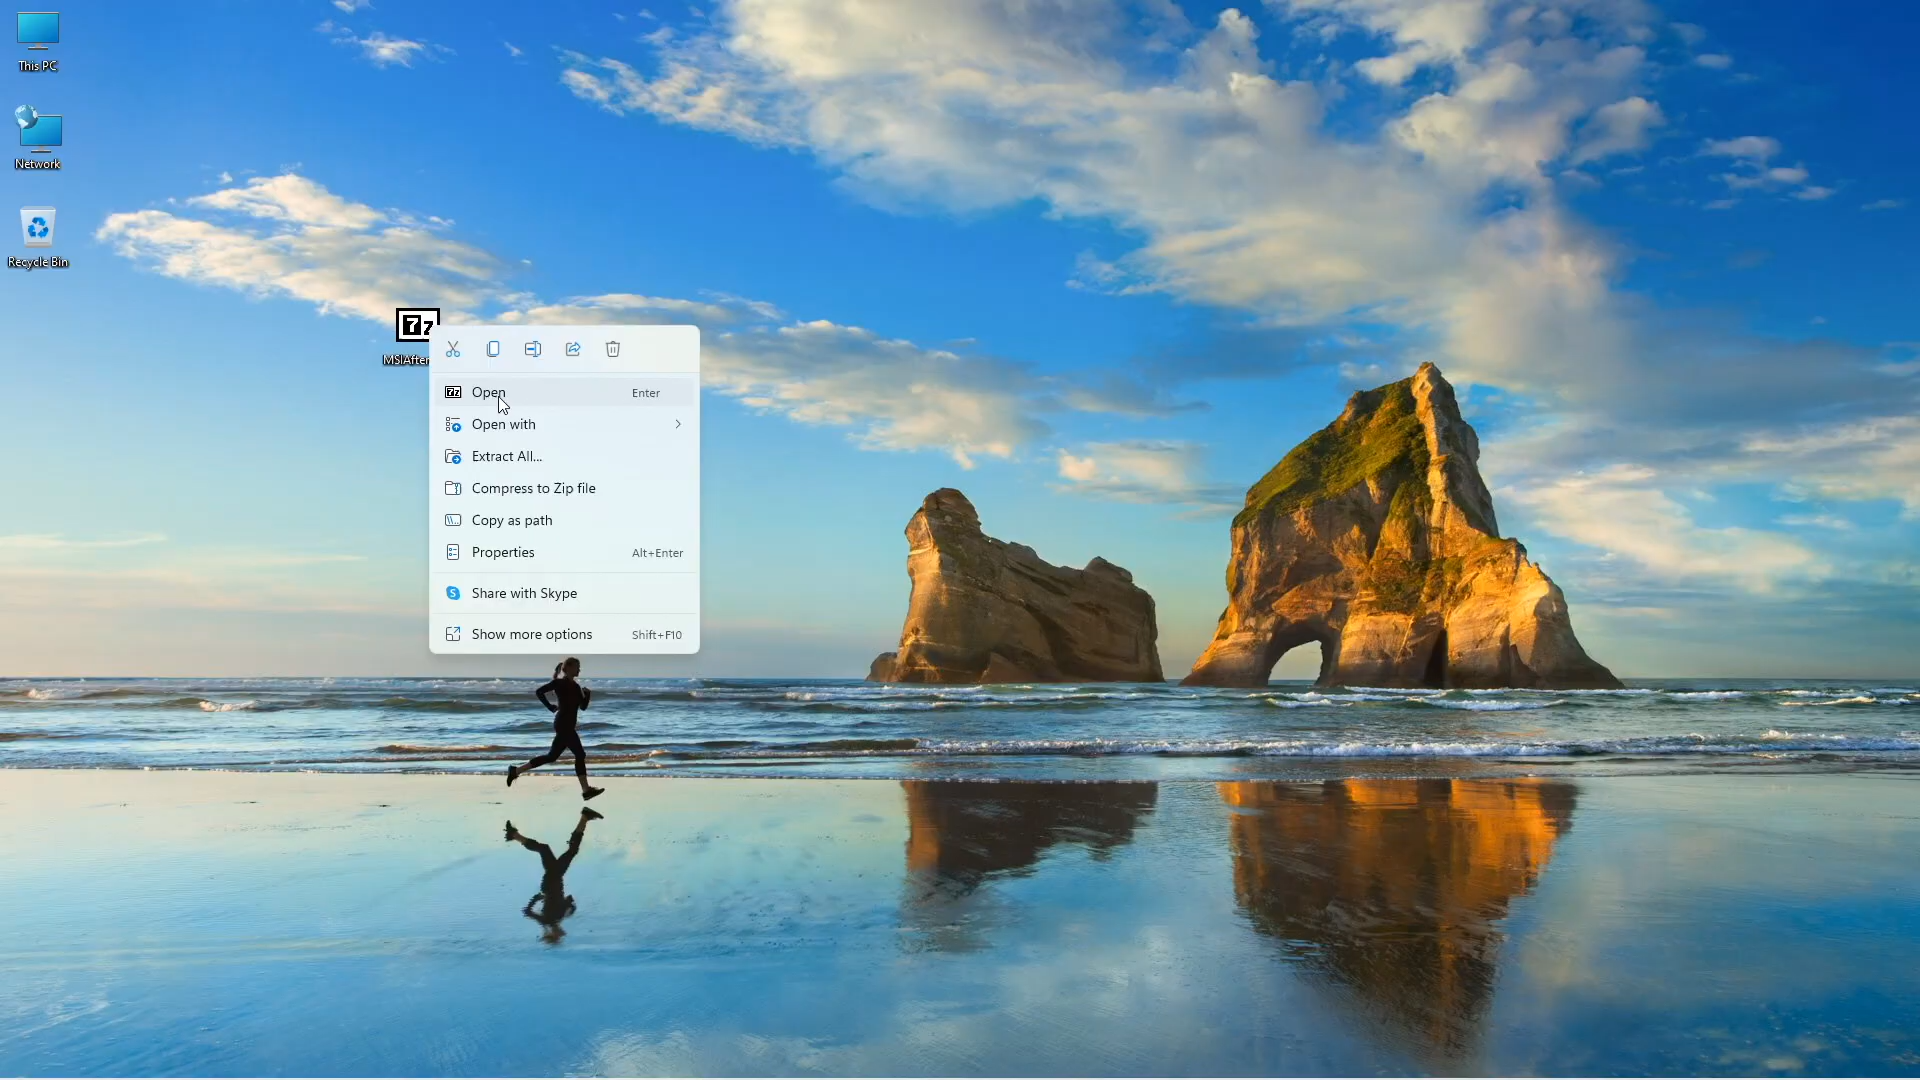 This PC
Network
Recycle Bin
MSIAfter
Open Enter
Open with
Extract All...
Compress to Zip file
Copy as path
Properties Alt+Enter
Share with Skype
Show more options Shift+F10